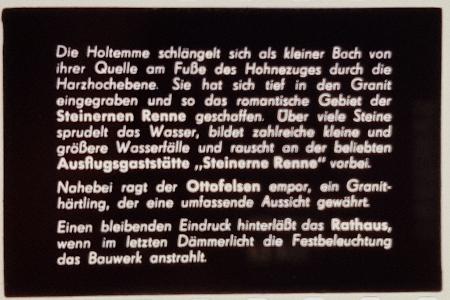 Die Holtemme schlängelt sich als kleiner Bach von
ihrer Quelle am Fuße des Hohnezuges durch die
Harzhochebene. Sie hat sich tief in den Granit
eingegraben und so das romantische Gebiet der
Steinernen Renne geschaffen. Über viele Steine
sprudelt das Wasser, bildet zahlreiche kleine und
größere Wasserfälle und rauscht an der beliebten
Ausflugsgaststätte „Steinerne Renne“ vorbei.
Nahebei ragt der Ottofelsen empor, ein Granit-
härtling, der eine umfassende Aussicht gewährt.
Einen bleibenden Eindruck hinterläßt das Rathaus,
wenn im letzten Dämmerlicht die Festbeleuchtung
das Bauwerk anstrahlt.